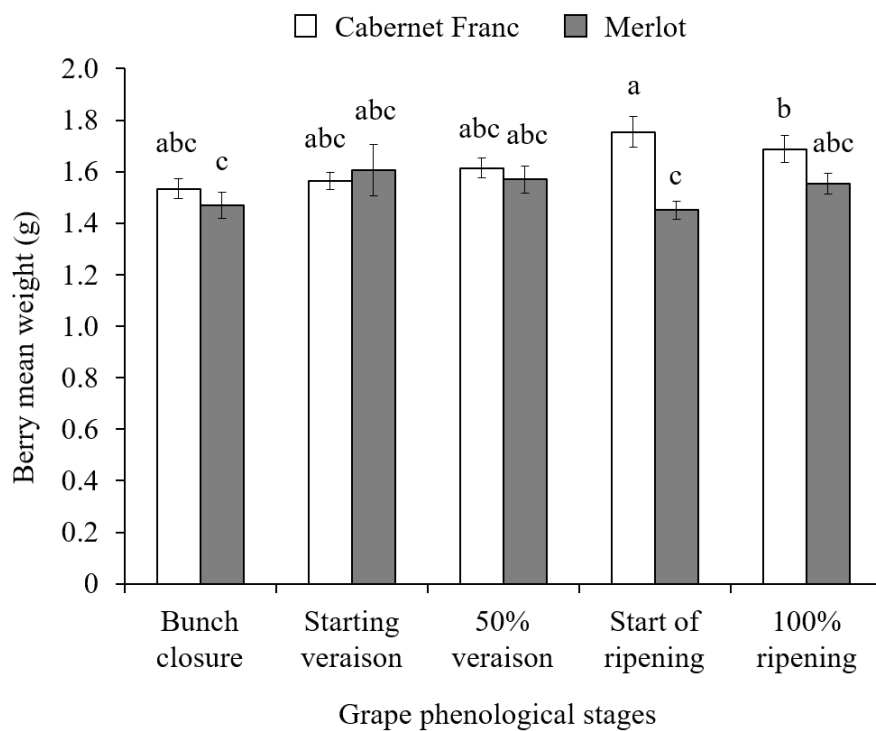 Cabernet Franc Merlot
2.0
1.8
1.6
1.4
1.2
1.0
0.8
0.6
0.4
0.2
0
Berry mean weight (g)
abc c
abc abc
abc abc
a c
b abc
Bunch closure
Starting veraison
50% veraison
Start of ripening
100% ripening
Grape phenological stages